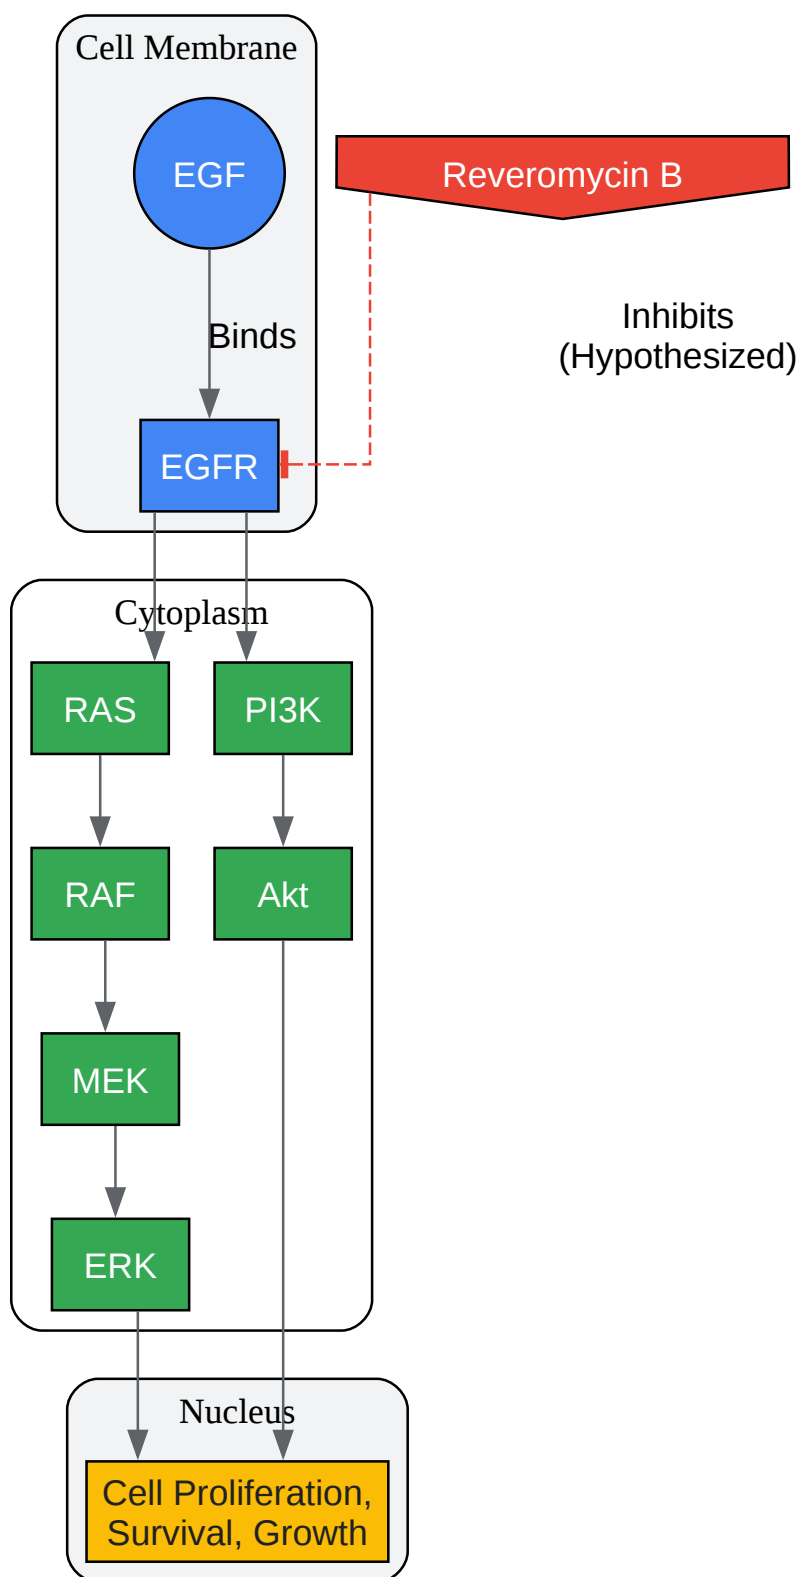 Cell Membrane
EGF
Reveromycin B
Binds
Inhibits
(Hypothesized)
EGFR
Cytoplasm
RAS
PI3K
RAF
Akt
MEK
ERK
Nucleus
Cell Proliferation,
Survival, Growth